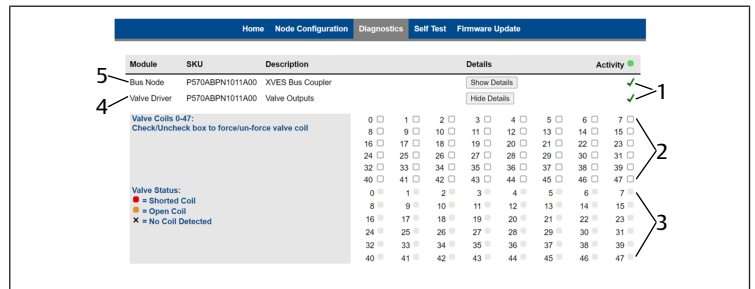 Home Node Configuration Diagnostics Self Test Firmware Update
Module SKU Description Details Activity
5 Bus Node P570ABPN1011A00 XVES Bus Coupler Show Details 1
4 Valve Driver P570ABPN1011A00 Valve Outputs Hide Details
Valve Coils 0-47:
Check/Uncheck box to force/un-force valve coil
0 1 2 3 4 5 6 7
8 9 10 11 12 13 14 15
16 17 18 19 20 21 22 23
2
24 25 26 27 28 29 30 31
32 33 34 35 36 37 38 39
40 41 42 43 44 45 46 47
Valve Status:
= Shorted Coil
= Open Coil
X = No Coil Detected
0 1 2 3 4 5 6 7
8 9 10 11 12 13 14 15
16 17 18 19 20 21 22 23
3
24 25 26 27 28 29 30 31
32 33 34 35 36 37 38 39
40 41 42 43 44 45 46 47